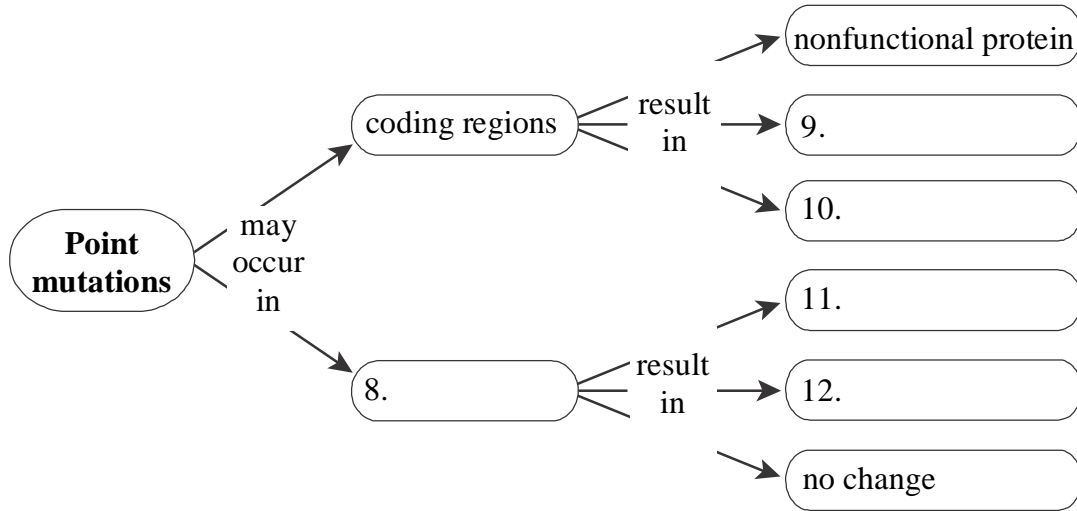 nonfunctional protein
coding regions
result
in
9.
10.
Point
mutations
may
occur
in
11.
8.
result
in
12.
no change